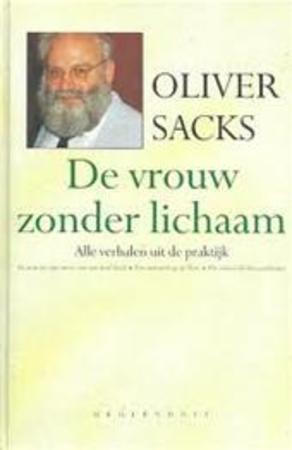 OLIVER
SACKS
De vrouw
zonder lichaam
Alle verhalen uit de praktijk